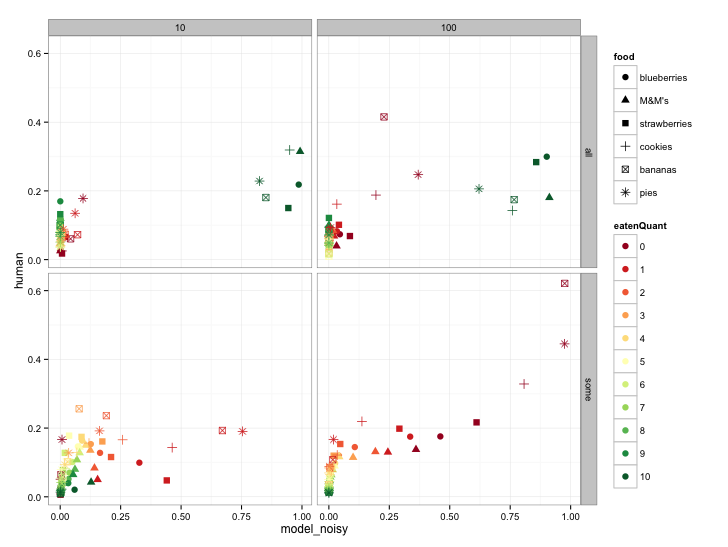 10
100
0.6
0.4
0.2
0.0
all
0.6
0.4
0.2
0.0
some
human
0.00
0.25
0.50
0.75
1.00
0.00
0.25
0.50
0.75
1.00
model_noisy
food
blueberries
M&M's
strawberries
cookies
bananas
pies
eatenQuant
0
1
2
3
4
5
6
7
8
9
10